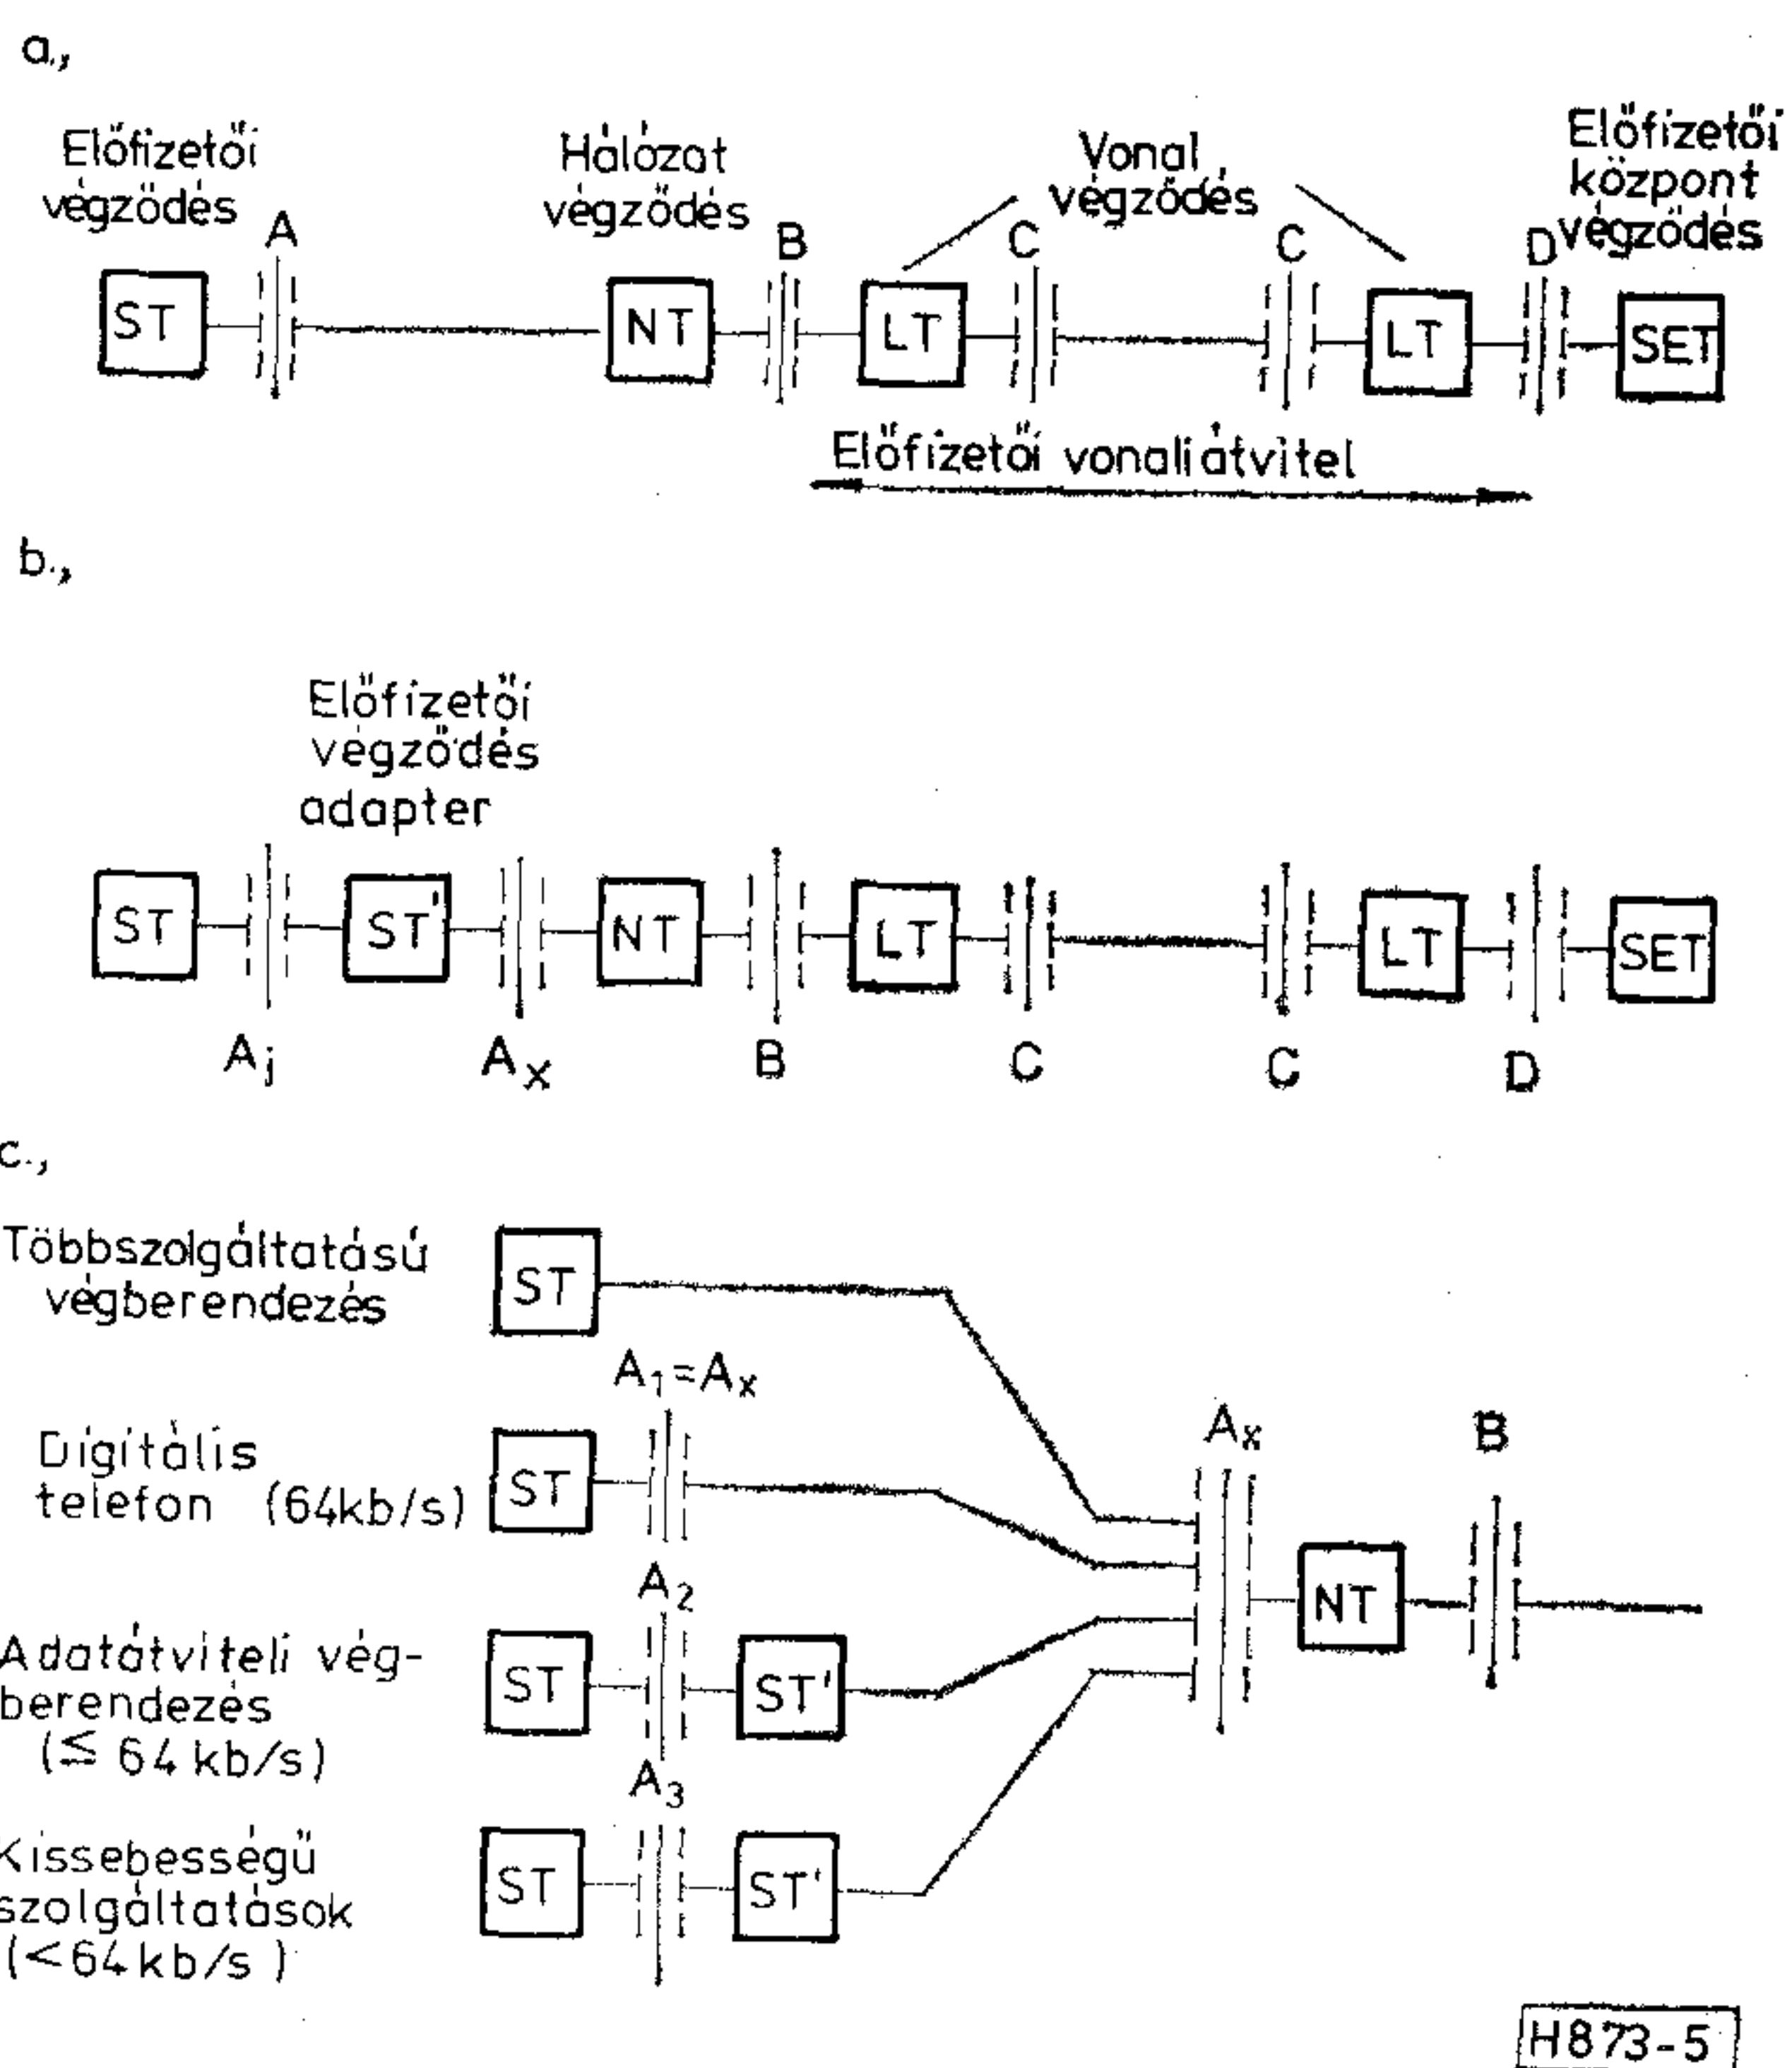 a.,
Előfizetői
végződés
A
Hálózat
végződés
B
Vonal
végződés
C
C
Előfizetői
központ
végződés
D
ST
NT
LT
LT
SET
Előfizetői vonali átvitel
b.,
Előfizetői
végződés
adapter
ST
ST'
NT
LT
LT
SET
Aj
Ax
B
C
C
D
c.,
Többszolgáltatású
végberendezés
ST
A1=Ax
Digitális
telefon (64kb/s)
ST
Ax
B
A2
NT
Adatátviteli vég-
berendezés
(≦ 64 kb/s)
ST
ST'
A3
Kissebességű
szolgáltatások
(<64kb/s)
ST
ST'
H873-5